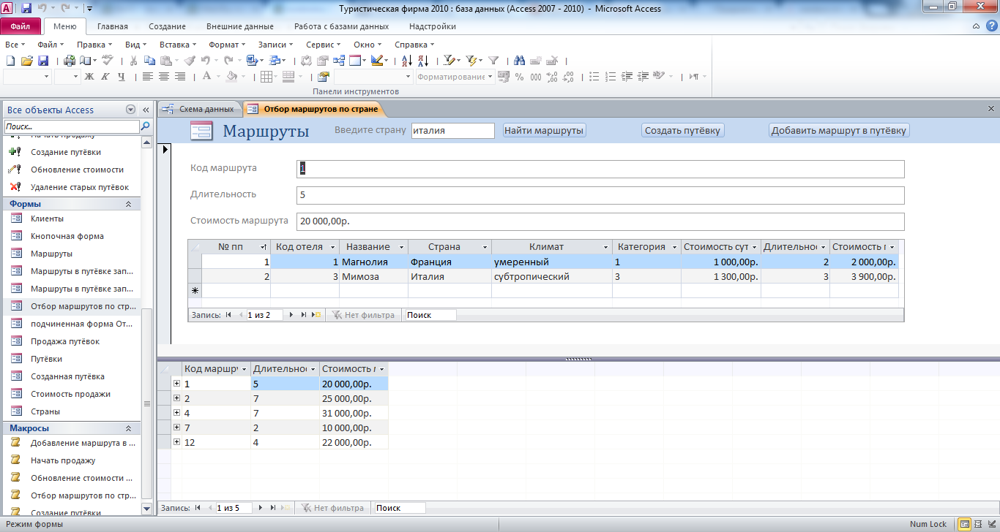 Туристическая фирма 2010 : база данных (Access 2007 - 2010) - Microsoft Access
Файл Меню Главная Создание Внешние данные Работа с базами данных Надстройки
Все Файл Правка Вид Вставка Формат Записи Сервис Окно Справка
Ж К Ч Форматирование % 000
Панели инструментов
Все объекты Access
Поиск...
Начать продажу
Создание путёвки
Обновление стоимости
Удаление старых путёвок
Формы
Клиенты
Кнопочная форма
Маршруты
Маршруты в путёвке зап...
Маршруты в путёвке зап...
Отбор маршрутов по стр...
подчиненная форма От...
Продажа путёвок
Путёвки
Созданная путёвка
Стоимость продажи
Страны
Макросы
Добавление маршрута в ...
Начать продажу
Обновление стоимости ...
Отбор маршрутов по стр...
Создание путёвки
Схема данных Отбор маршрутов по стране
Маршруты Введите страну италия Найти маршруты Создать путёвку Добавить маршрут в путёвку
Код маршрута 1
Длительность 5
Стоимость маршрута 20 000,00р.
№ пп Код отеля Название Страна Климат Категория Стоимость сут Длительнос Стоимость г
1 1 Магнолия Франция умеренный 1 1 000,00р. 2 2 000,00р.
2 3 Мимоза Италия субтропический 3 1 300,00р. 3 3 900,00р.
Запись: 1 из 2 Нет фильтра Поиск
Код маршру Длительнос Стоимость г
1 5 20 000,00р.
2 7 25 000,00р.
4 7 31 000,00р.
7 2 10 000,00р.
12 4 22 000,00р.
Запись: 1 из 5 Нет фильтра Поиск
Режим формы Num Lock